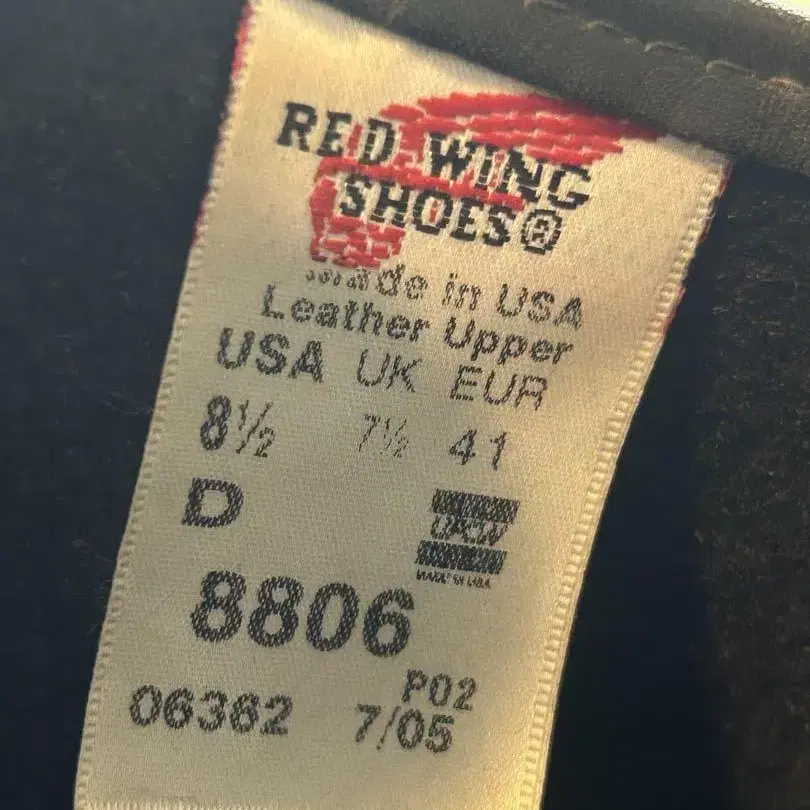 RED WING
SHOES®
Made in USA
Leather Upper
USA UK EUR
8½ 7½ 41
D
UFCW
MADE IN USA
8806
P02
06362 7/05